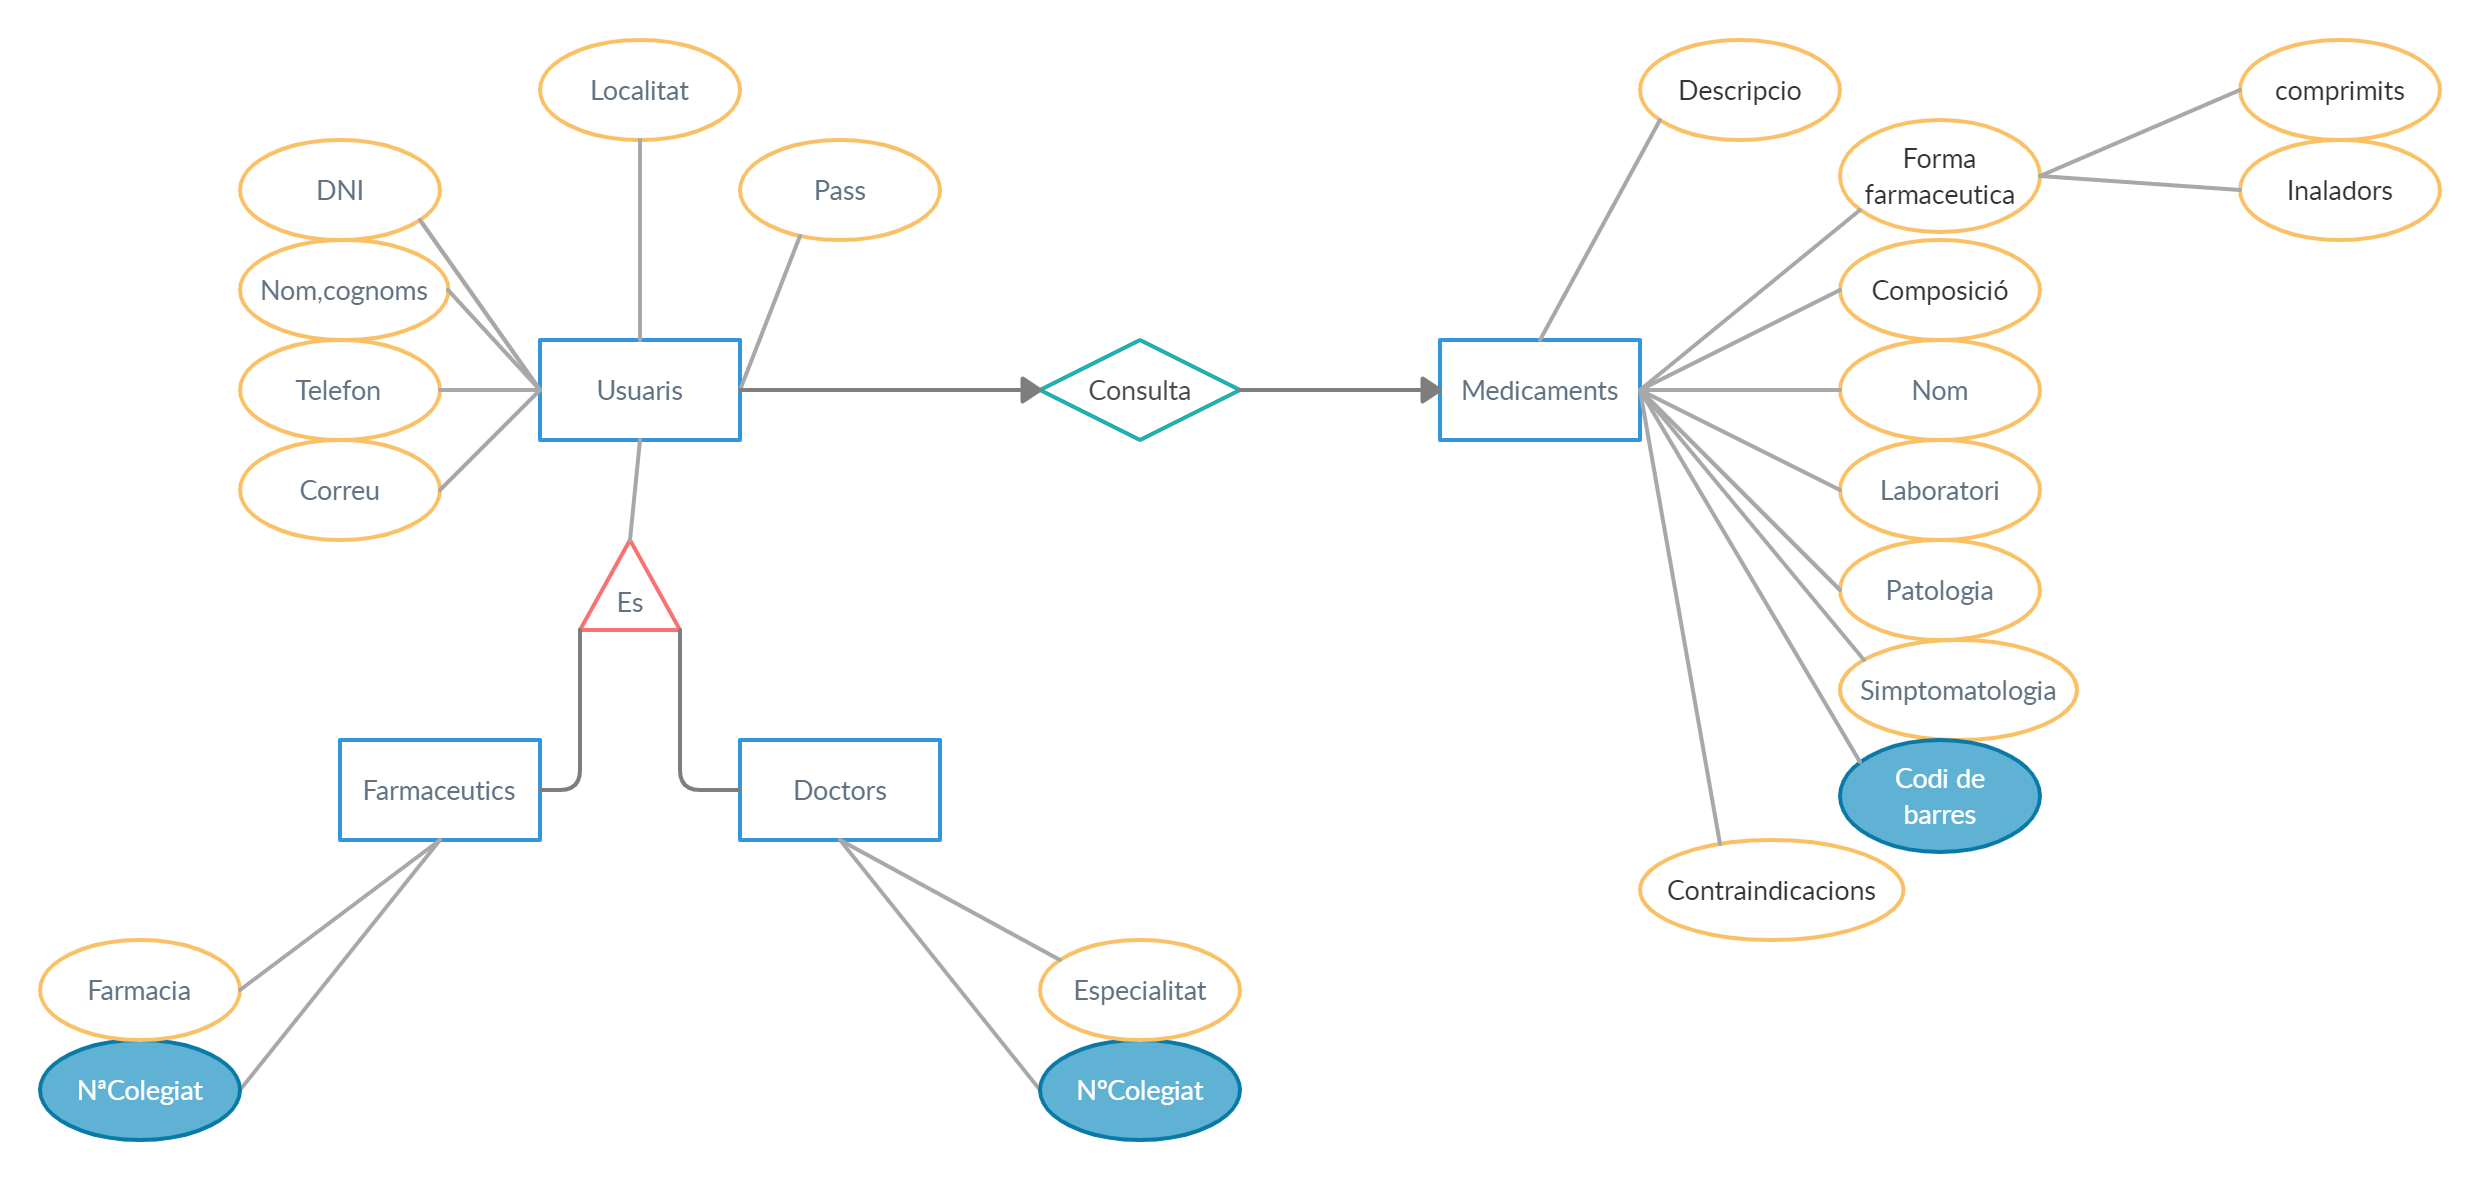 Localitat
Descripcio
comprimits
DNI
Pass
Forma
farmaceutica
Inaladors
Nom,cognoms
Composició
Telefon
Usuaris
Consulta
Medicaments
Nom
Correu
Laboratori
Es
Patologia
Simptomatologia
Farmaceutics
Doctors
Codi de
barres
Contraindicacions
Farmacia
Especialitat
NªColegiat
NºColegiat